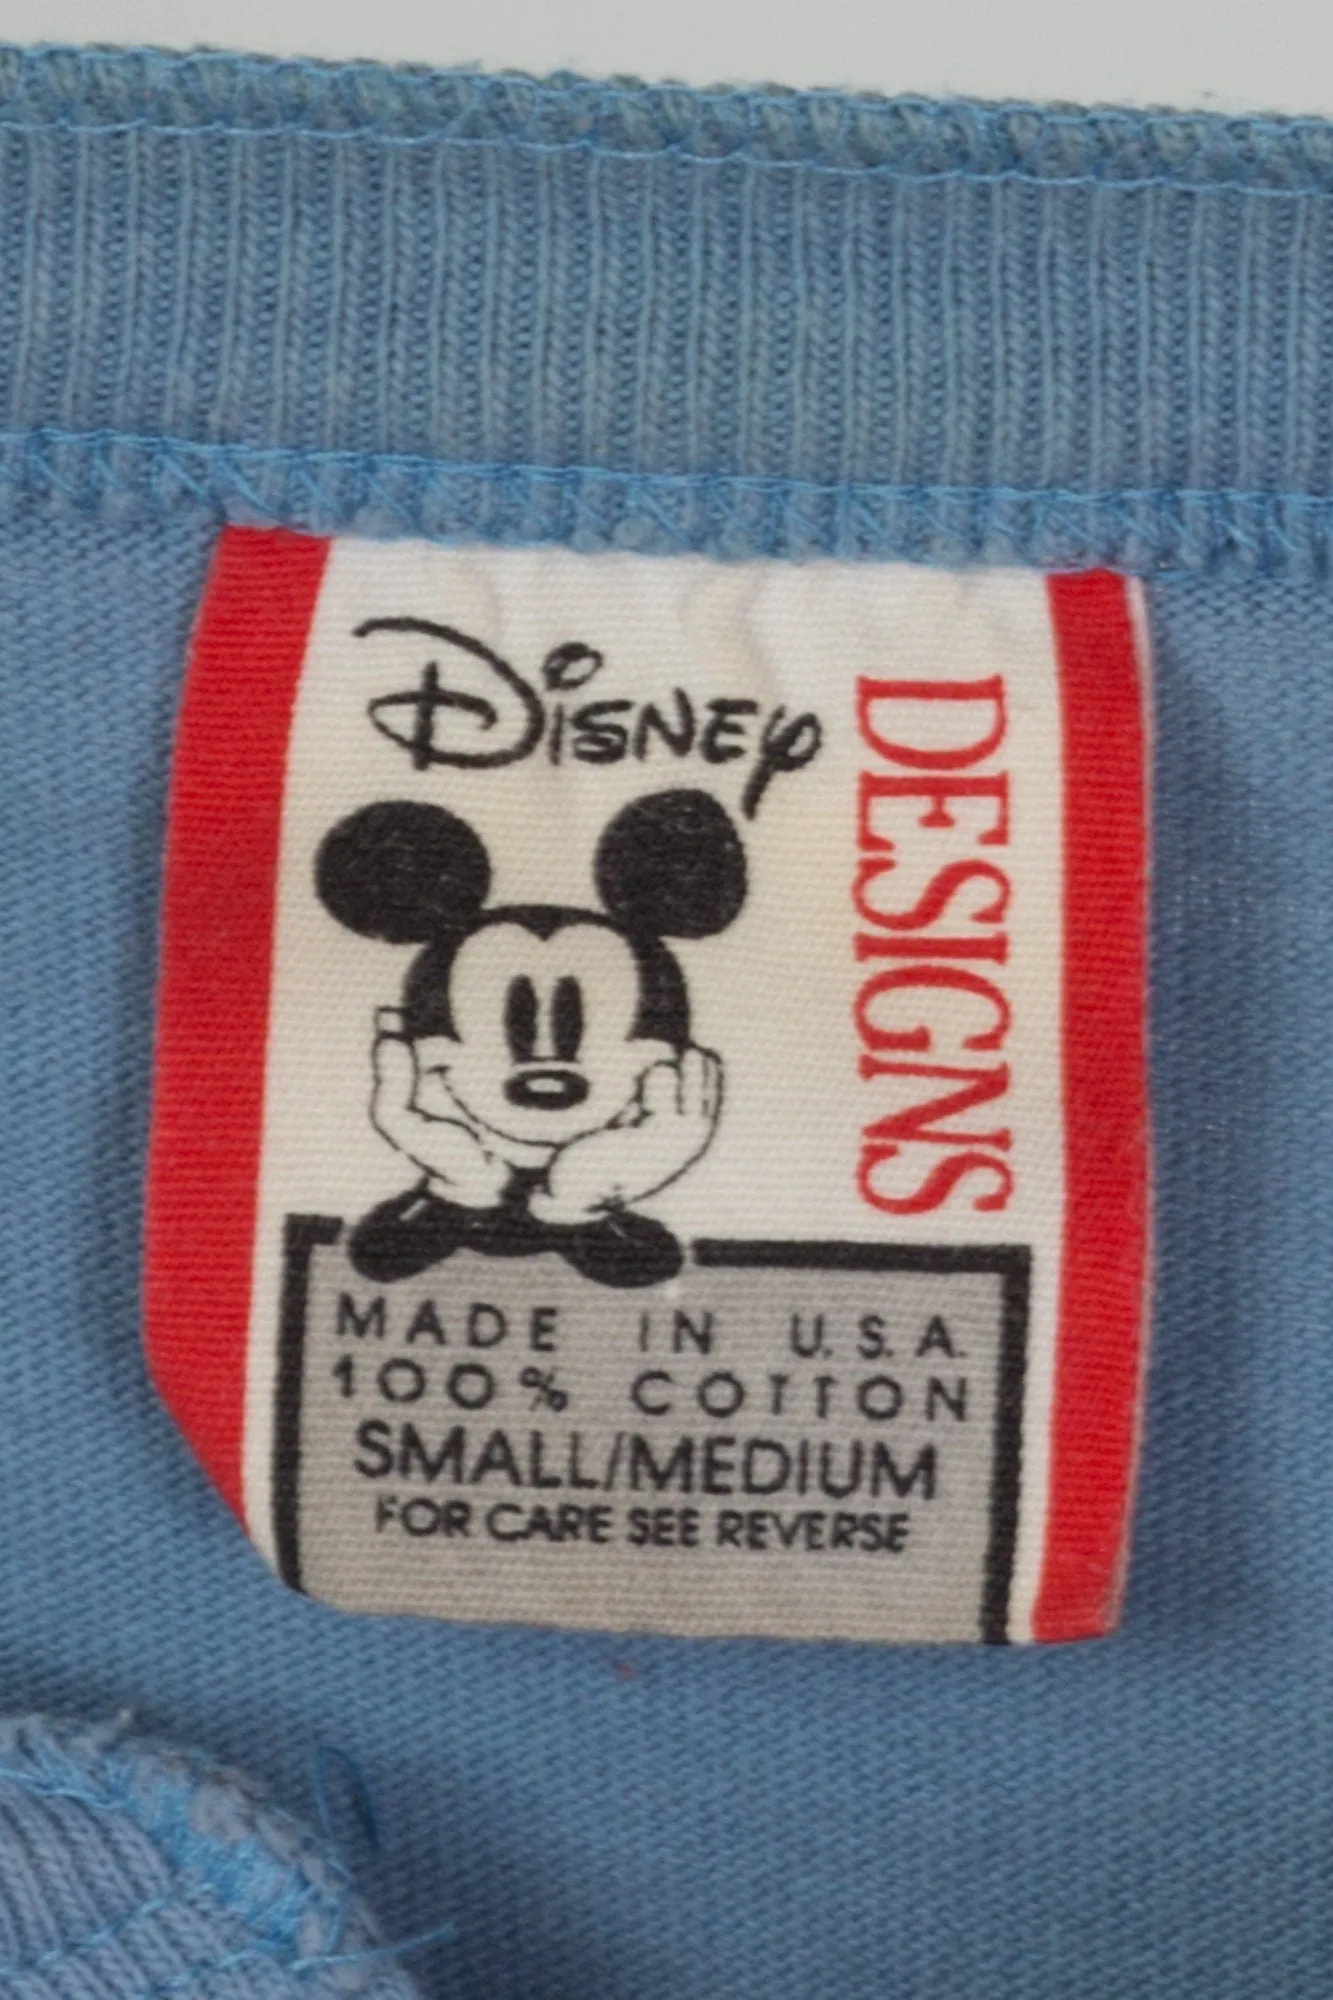 Disney
DESIGNS
MADE IN U.S.A.
100% COTTON
SMALL/MEDIUM
FOR CARE SEE REVERSE